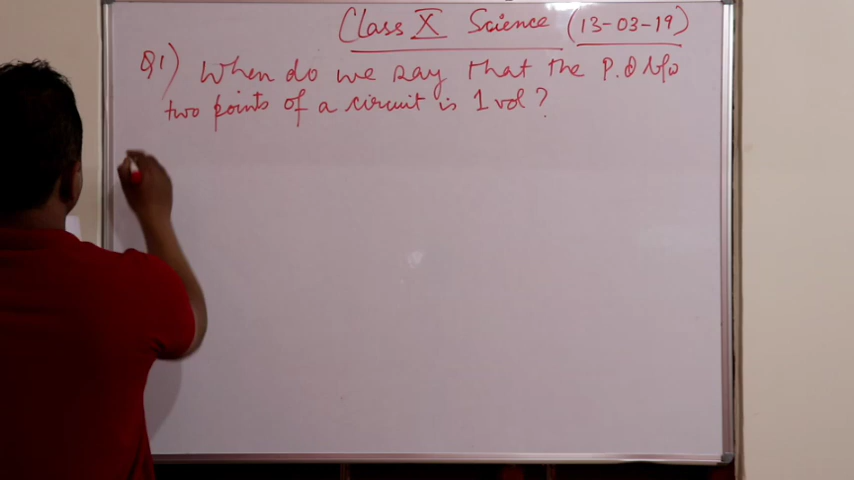 Class X Science (13-03-19)
Q1) When do we say that the P.D b/w
two points of a circuit is 1 vol?